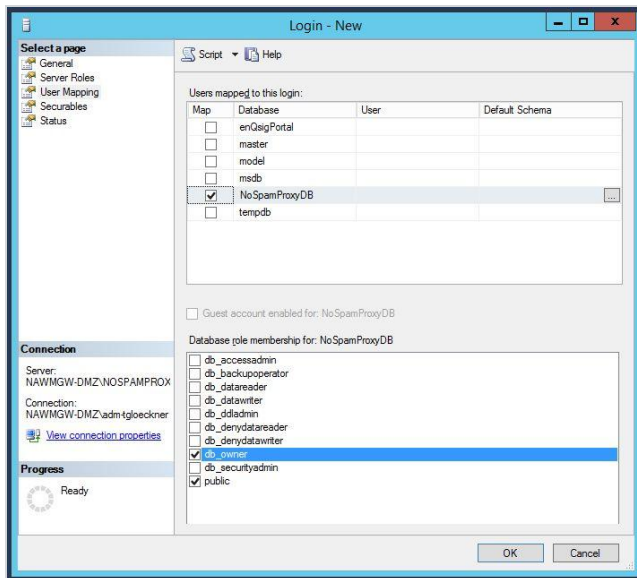 Login - New
Select a page
General
Server Roles
User Mapping
Securables
Status
Script Help
Users mapped to this login:
Map Database User Default Schema
enQsigPortal
master
model
msdb
NoSpamProxyDB ...
tempdb
Guest account enabled for: NoSpamProxyDB
Database role membership for: NoSpamProxyDB
db_accessadmin
db_backupoperator
db_datareader
db_datawriter
db_ddladmin
db_denydatareader
db_denydatawriter
db_owner
db_securityadmin
public
Connection
Server:
NAWMGW-DMZ\NOSPAMPROX
Connection:
NAWMGW-DMZ\adm-tgloeckner
View connection properties
Progress
Ready
OK Cancel